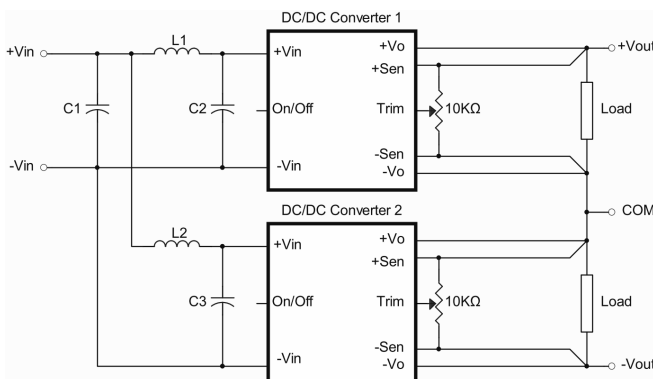 DC/DC Converter 1
+Vin
L1
+Vin
+Vo
+Vout
+Sen
C1
C2
On/Off
Trim
10KΩ
Load
-Vin
-Vin
-Sen
-Vo
DC/DC Converter 2
COM
L2
+Vin
+Vo
+Sen
C3
On/Off
Trim
10KΩ
Load
-Vin
-Sen
-Vo
-Vout